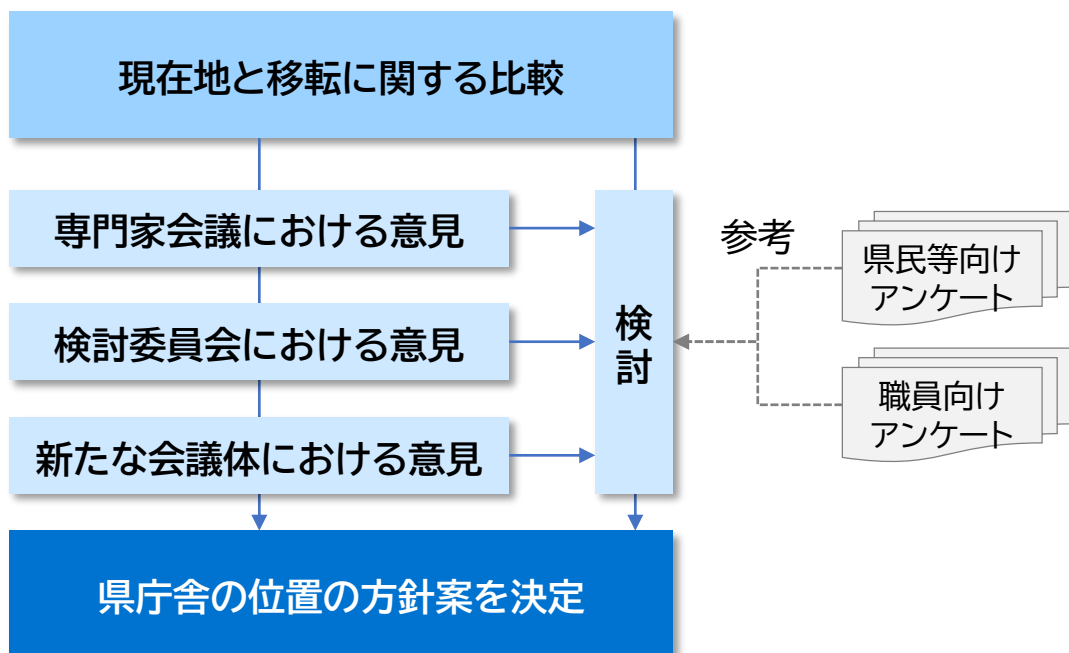 現在地と移転に関する比較
専門家会議における意見
検討委員会における意見
新たな会議体における意見
検
討
参考
県民等向け
アンケート
職員向け
アンケート
県庁舎の位置の方針案を決定